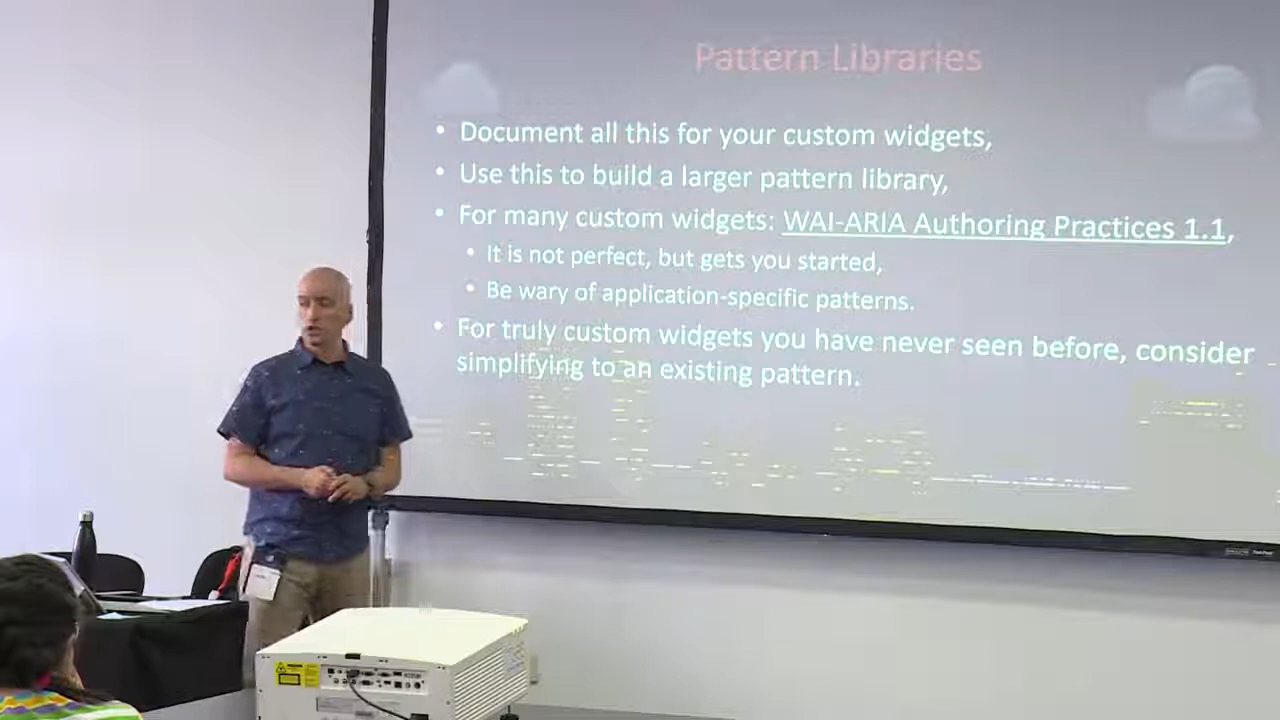 Pattern Libraries
• Document all this for your custom widgets,
• Use this to build a larger pattern library,
• For many custom widgets: WAI-ARIA Authoring Practices 1.1,
• It is not perfect, but gets you started,
• Be wary of application-specific patterns.
• For truly custom widgets you have never seen before, consider
simplifying to an existing pattern.